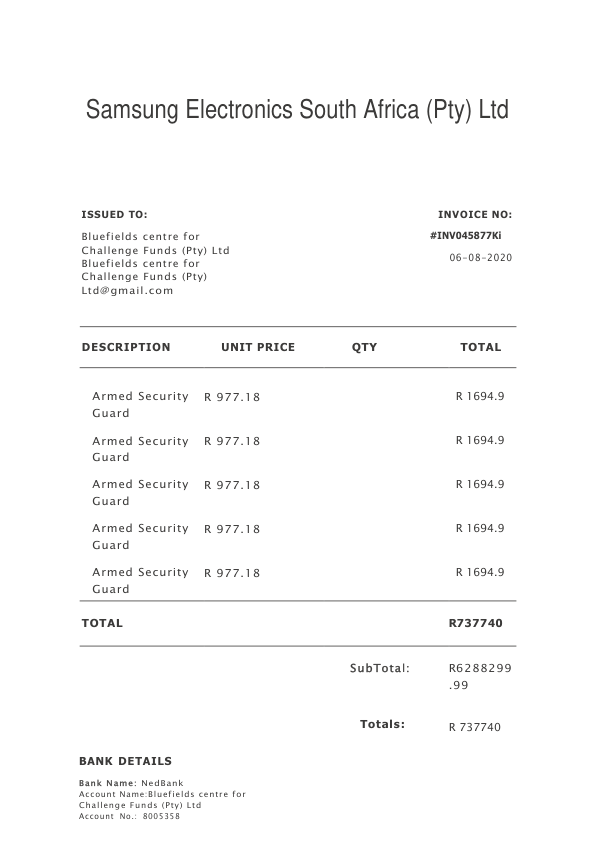 Samsung Electronics South Africa (Pty) Ltd
ISSUED TO: INVOICE NO:
Bluefields centre for #INV045877Ki
Challenge Funds (Pty) Ltd 06-08-2020
Bluefields centre for
Challenge Funds (Pty)
Ltd@gmail.com
DESCRIPTION UNIT PRICE QTY TOTAL
Armed Security R 977.18 R 1694.9
Guard
Armed Security R 977.18 R 1694.9
Guard
Armed Security R 977.18 R 1694.9
Guard
Armed Security R 977.18 R 1694.9
Guard
Armed Security R 977.18 R 1694.9
Guard
TOTAL R737740
SubTotal: R6288299
.99
Totals: R 737740
BANK DETAILS
Bank Name: NedBank
Account Name:Bluefields centre for
Challenge Funds (Pty) Ltd
Account No.: 8005358